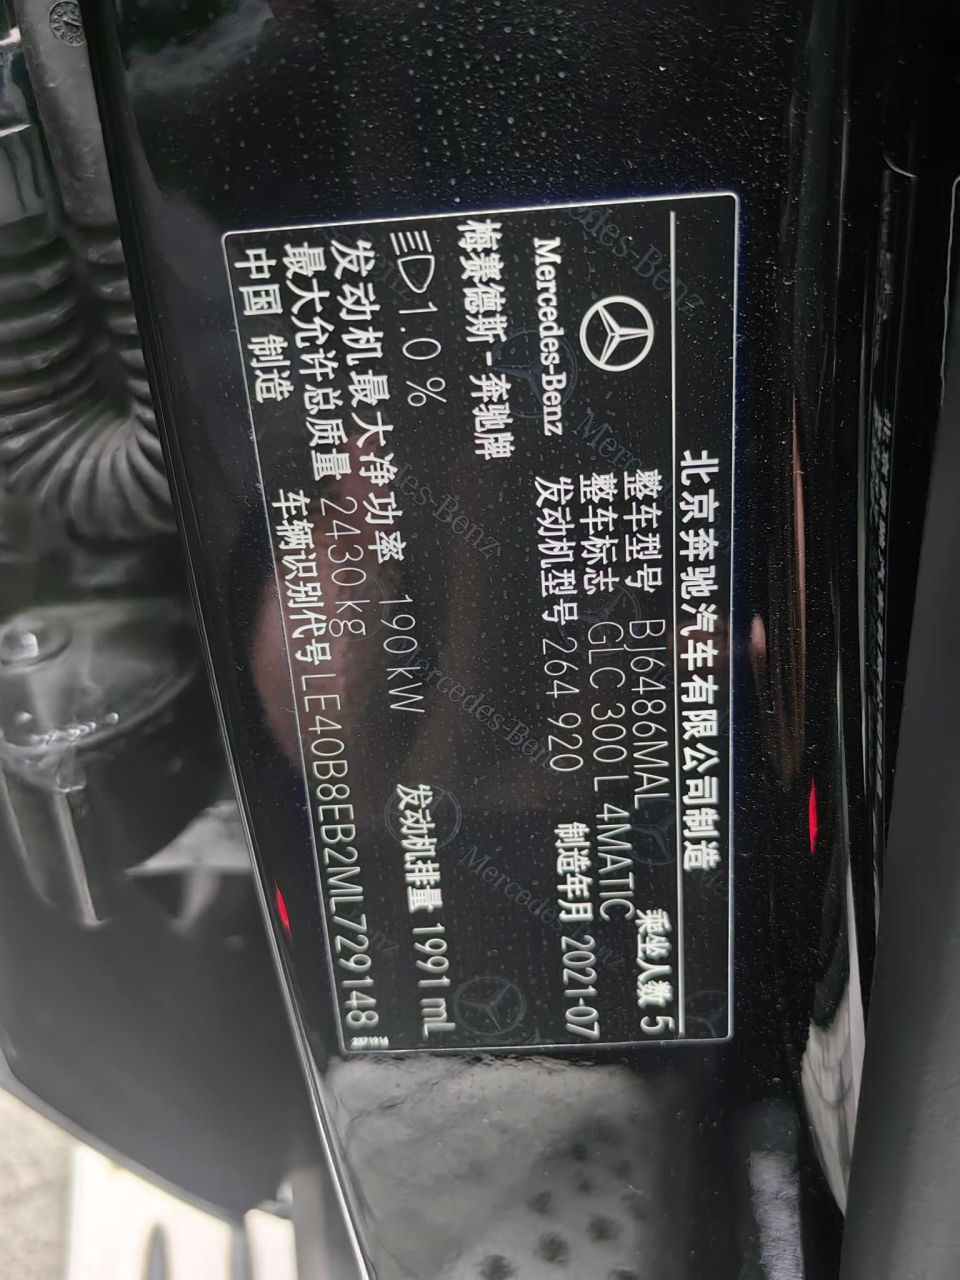 北京奔驰汽车有限公司制造
Mercedes-Benz
整车型号 BJ6486MAL 乘坐人数 5
整车标志 GLC 300 L 4MATIC
发动机型号 264 920 制造年月 2021-07
梅赛德斯-奔驰牌
1.0 % 发动机排量 1991 mL
发动机最大净功率 190 kW
最大允许总质量 2430 kg
中国 制造 车辆识别代号 LE40B8EB2ML729148